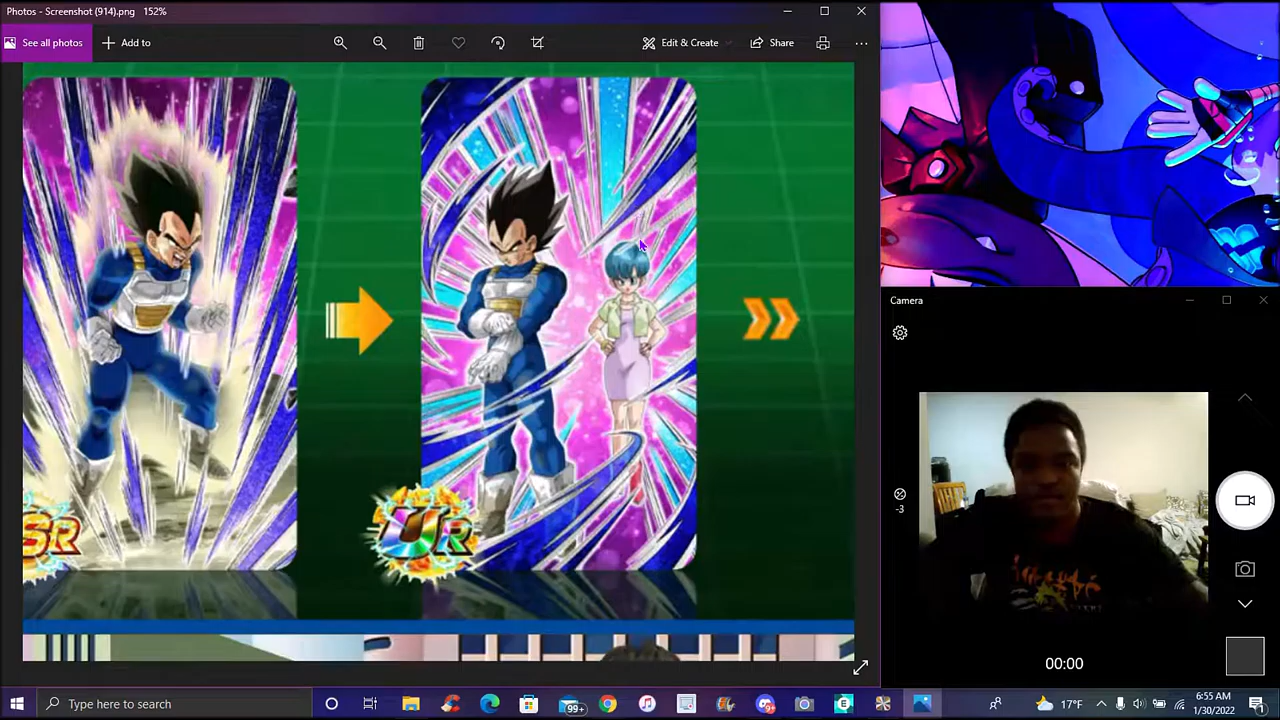 Photos - Screenshot (914).png 152%
See all photos
Add to
Edit & Create
Share
SR
UR
Camera
-3
00:00
Type here to search
99+
17°F
6:55 AM
1/30/2022